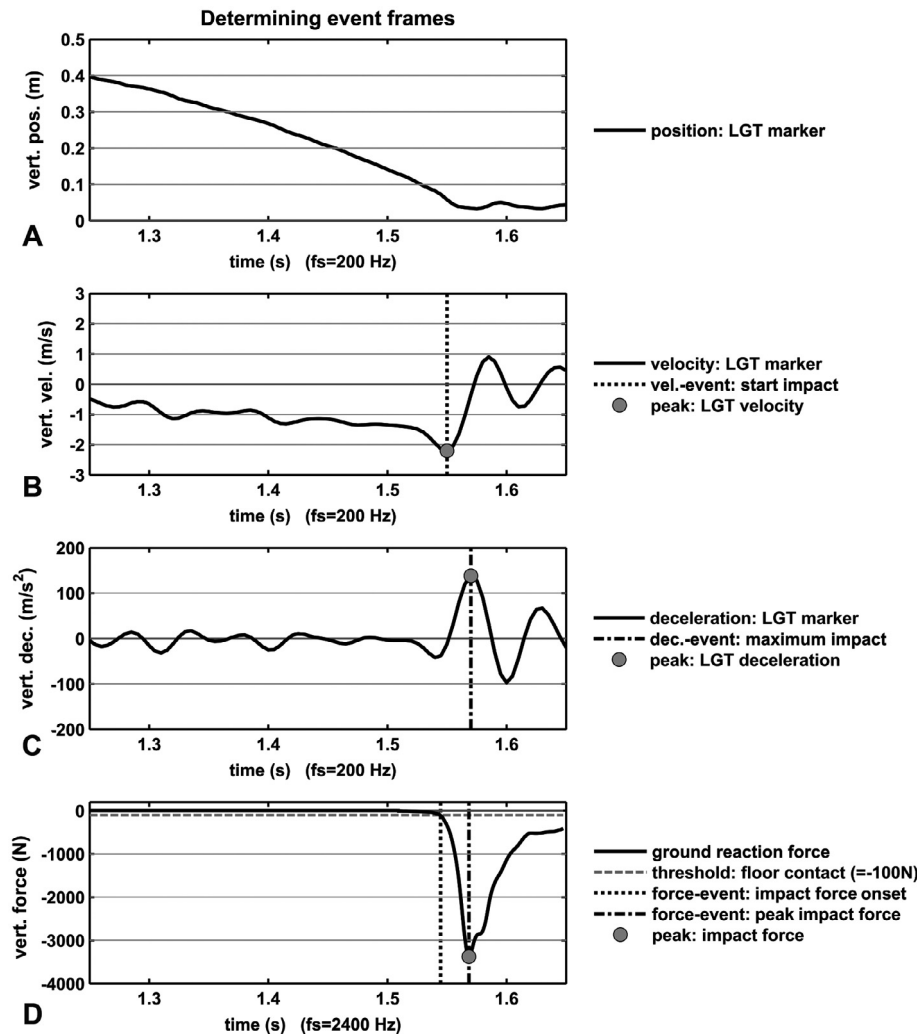 Determining event frames
0.5
0.4
0.3
0.2
0.1
0
vert. pos. (m)
1.3 1.4 1.5 1.6
time (s) (fs=200 Hz)
A
position: LGT marker
3
2
1
0
-1
-2
-3
vert. vel. (m/s)
1.3 1.4 1.5 1.6
time (s) (fs=200 Hz)
B
velocity: LGT marker
vel.-event: start impact
peak: LGT velocity
200
100
0
-100
-200
vert. dec. (m/s²)
1.3 1.4 1.5 1.6
time (s) (fs=200 Hz)
C
deceleration: LGT marker
dec.-event: maximum impact
peak: LGT deceleration
0
-1000
-2000
-3000
-4000
vert. force (N)
1.3 1.4 1.5 1.6
time (s) (fs=2400 Hz)
D
ground reaction force
threshold: floor contact (=-100N)
force-event: impact force onset
force-event: peak impact force
peak: impact force